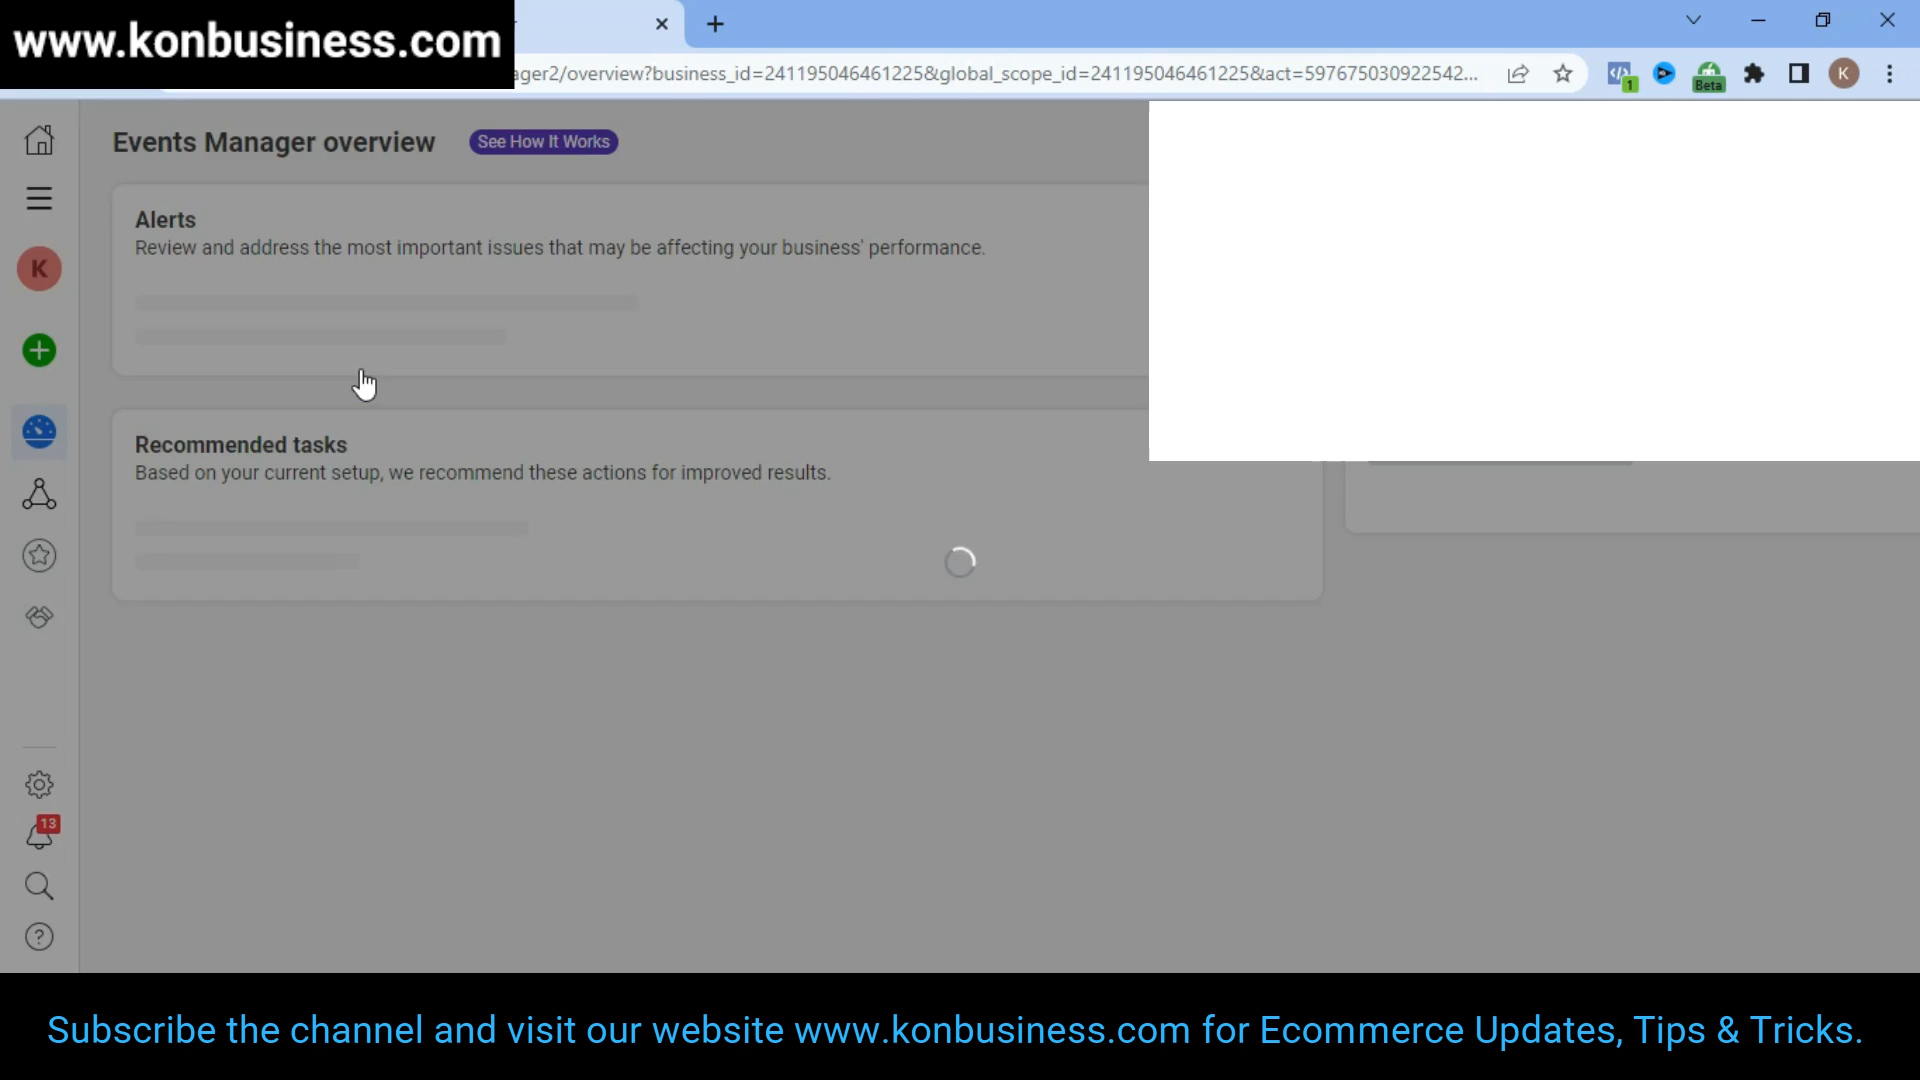 www.konbusiness.com
ager2/overview?business_id=241195046461225&global_scope_id=241195046461225&act=597675030922542...
1
Beta
K
Events Manager overview
See How It Works
Alerts
Review and address the most important issues that may be affecting your business' performance.
K
Recommended tasks
Based on your current setup, we recommend these actions for improved results.
13
Subscribe the channel and visit our website www.konbusiness.com for Ecommerce Updates, Tips & Tricks.